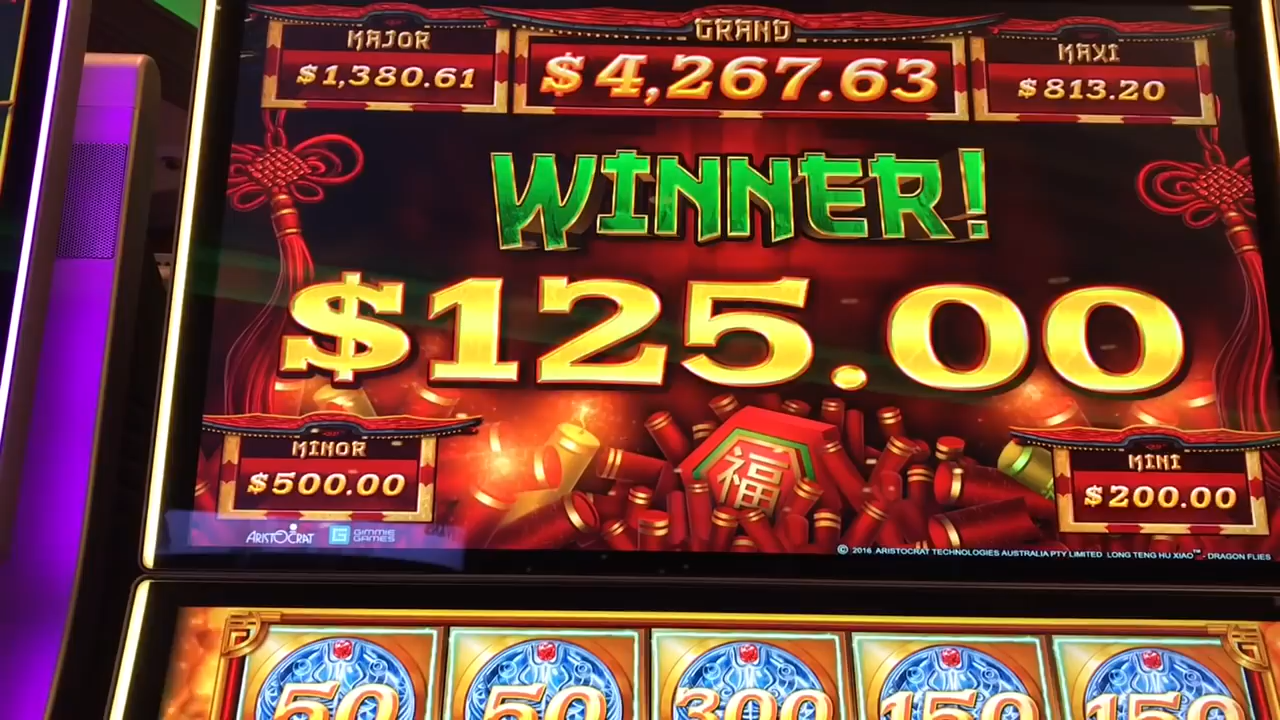 MAJOR
$1,380.61
GRAND
$4,267.63
MAXI
$813.20
WINNER!
$125.00
MINOR
$500.00
福
MINI
$200.00
ARISTOCRAT
G GIMMIE GAMES
© 2016 ARISTOCRAT TECHNOLOGIES AUSTRALIA PTY LIMITED LONG TENG HU XIAO™ - DRAGON FLIES
50 50 300 150 150